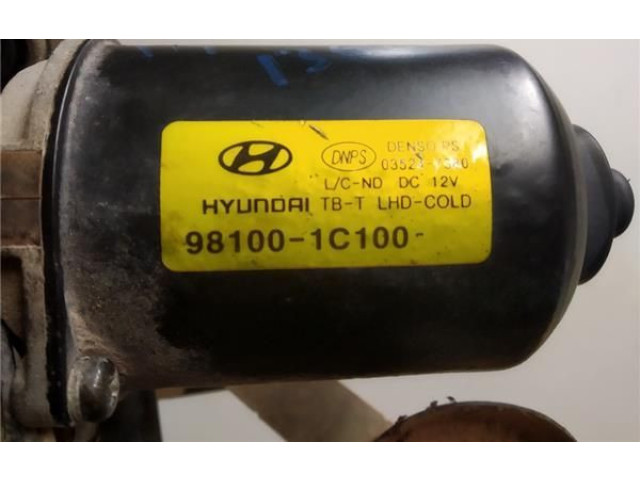 DWPS DENSO PS
L/C-ND DC 12V
HYUNDAI TB-T LHD-COLD
98100-1C100-